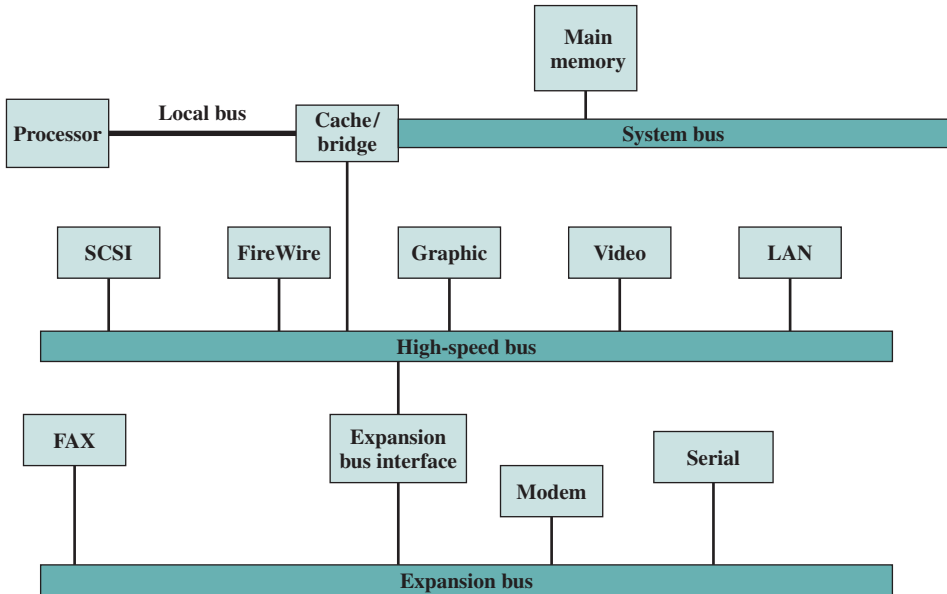 Main
memory
Local bus
Processor
Cache/
bridge
System bus
SCSI
FireWire
Graphic
Video
LAN
High-speed bus
FAX
Expansion
bus interface
Serial
Modem
Expansion bus